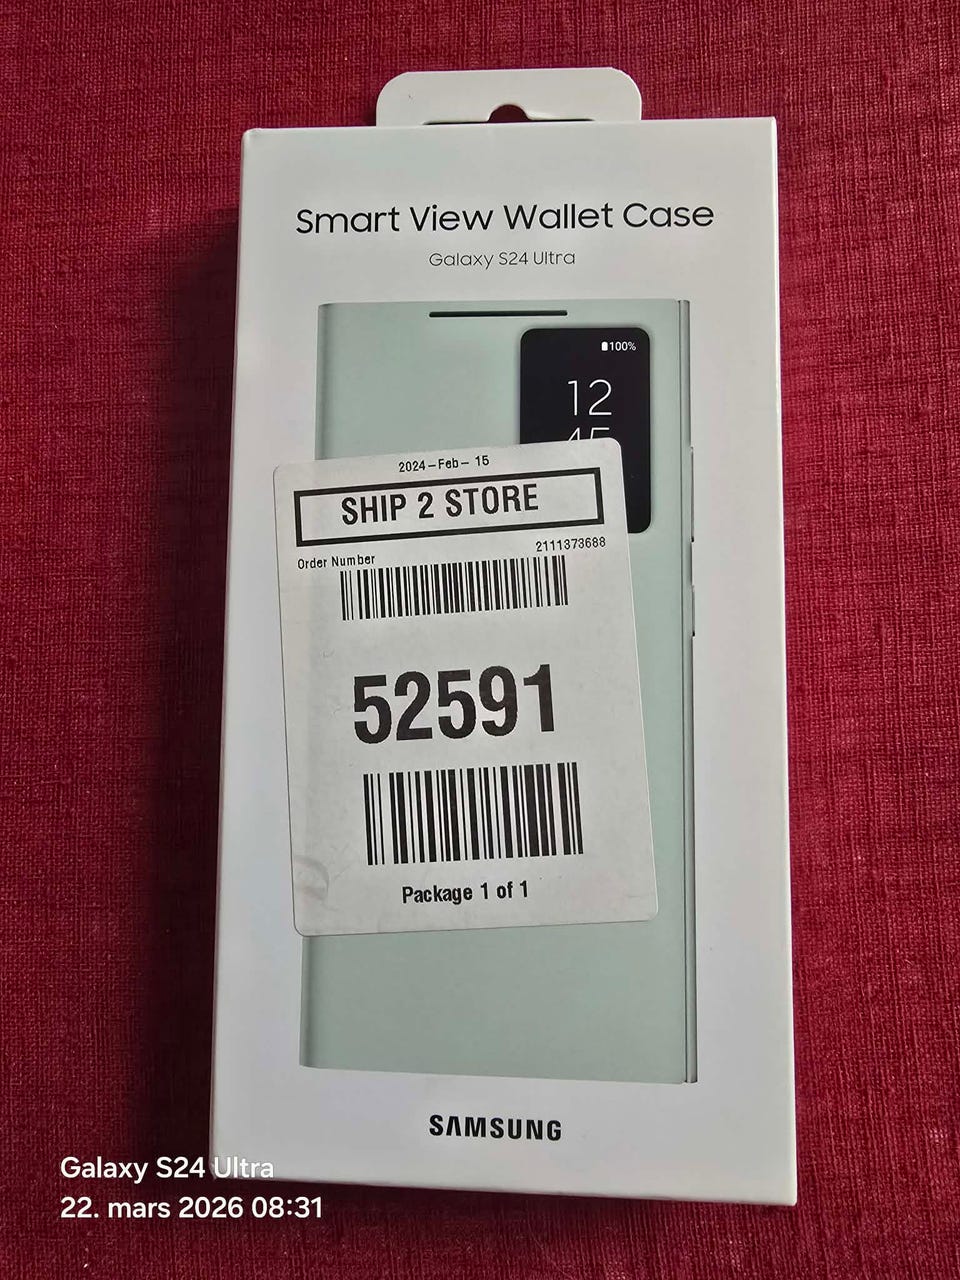 Smart View Wallet Case
Galaxy S24 Ultra
100%
12
45
2024-Feb- 15
SHIP 2 STORE
Order Number 2111373688
52591
Package 1 of 1
SAMSUNG
Galaxy S24 Ultra
22. mars 2026 08:31